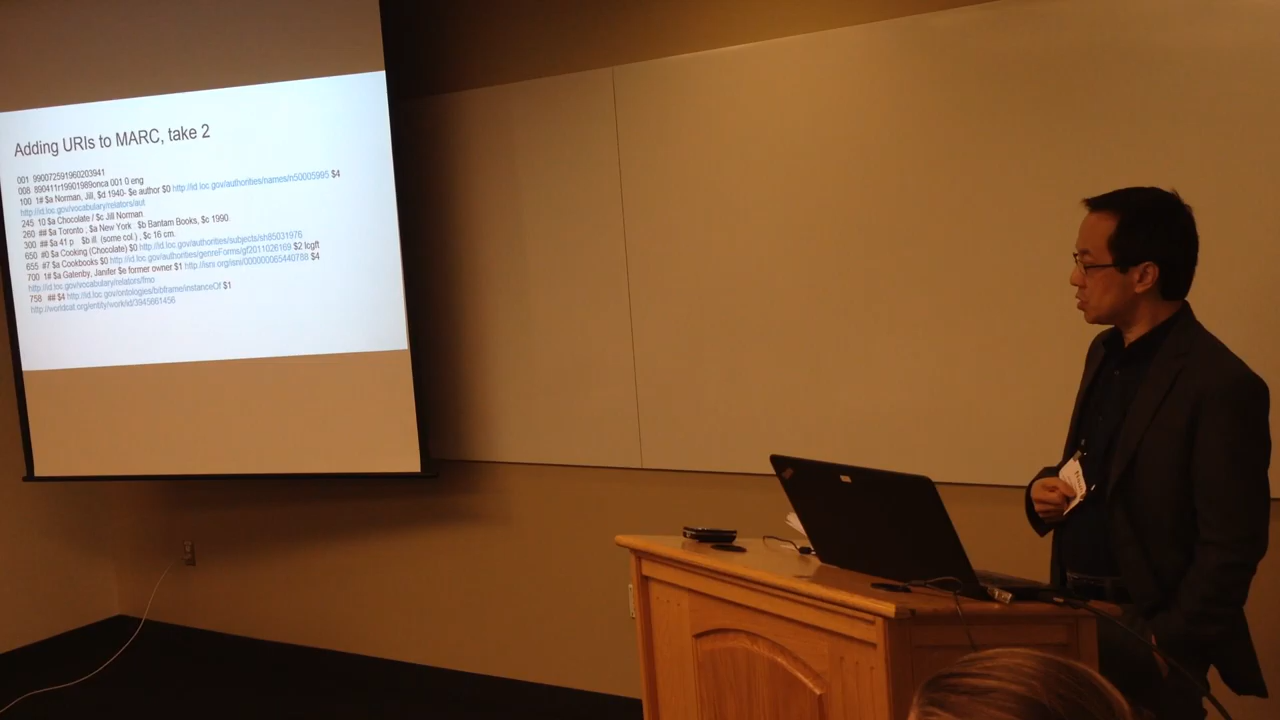 Adding URIs to MARC, take 2
001 990072591960203941
008 890411r19901989onca 001 0 eng
100 1# $a Norman, Jill, $d 1940- $e author $0 http://id.loc.gov/authorities/names/n50005995 $4
http://id.loc.gov/vocabulary/relators/aut
245 10 $a Chocolate / $c Jill Norman.
260 ## $a Toronto ; $a New York : $b Bantam Books, $c 1990.
300 ## $a 41 p. : $b ill. (some col.) ; $c 16 cm.
650 #0 $a Cooking (Chocolate) $0 http://id.loc.gov/authorities/subjects/sh85031976
655 #7 $a Cookbooks $0 http://id.loc.gov/authorities/genreForms/gf2011026169 $2 lcgft
700 1# $a Gatenby, Janifer $e former owner $1 http://isni.org/isni/0000000065440788 $4
http://id.loc.gov/vocabulary/relators/fmo
758 ## $4 http://id.loc.gov/ontologies/bibframe/instanceOf $1
http://worldcat.org/entity/work/id/3945661456